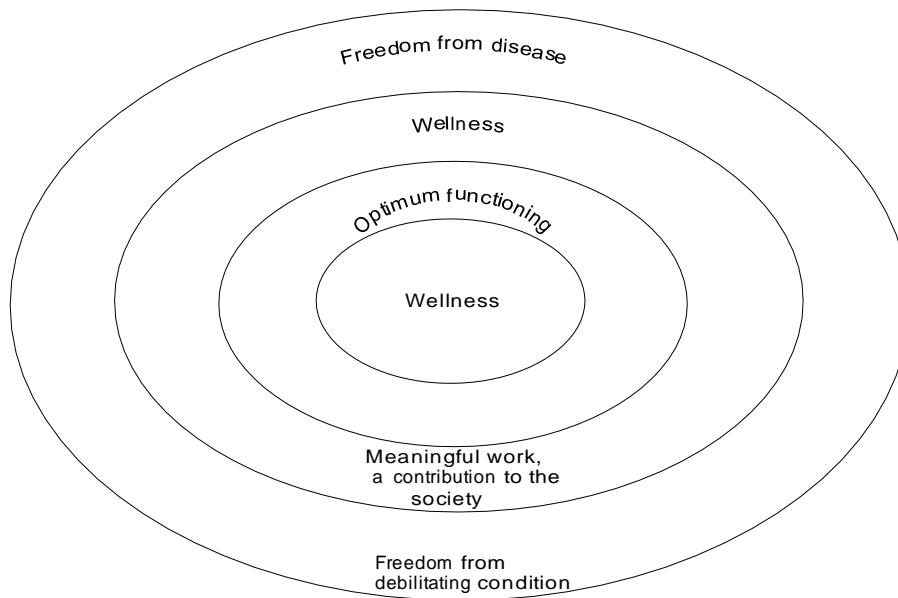 Freedom from disease
Wellness
Optimum functioning
Wellness
Meaningful work,
a contribution to the
society
Freedom from
debilitating condition